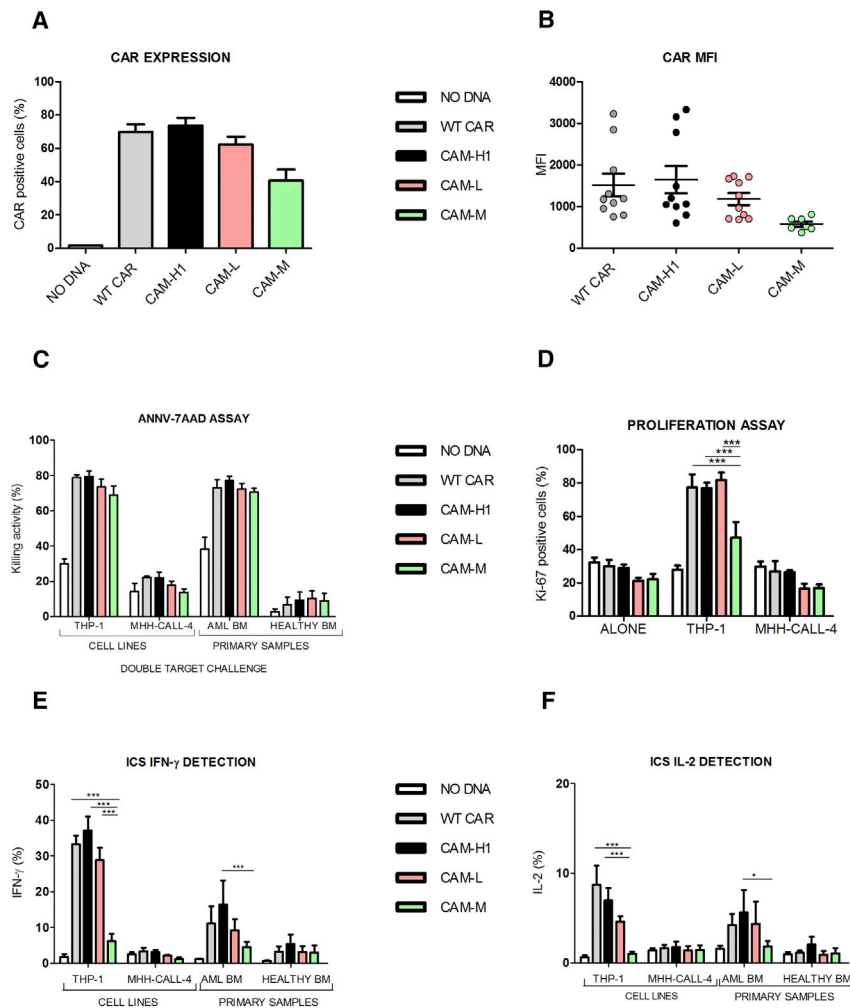 A
CAR EXPRESSION
CAR positive cells (%)
100
80
60
40
20
0
NO DNA
WT CAR
CAM-H1
CAM-L
CAM-M
NO DNA
WT CAR
CAM-H1
CAM-L
CAM-M
B
CAR MFI
MFI
4000
3000
2000
1000
0
WT CAR
CAM-H1
CAM-L
CAM-M
C
ANNV-7AAD ASSAY
Killing activity (%)
100
80
60
40
20
0
THP-1 MHH-CALL-4 AML BM HEALTHY BM
CELL LINES PRIMARY SAMPLES
DOUBLE TARGET CHALLENGE
NO DNA
WT CAR
CAM-H1
CAM-L
CAM-M
D
PROLIFERATION ASSAY
Ki-67 positive cells (%)
100
80
60
40
20
0
***
***
***
ALONE THP-1 MHH-CALL-4
E
ICS IFN-γ DETECTION
IFN-γ (%)
50
40
30
20
10
0
***
***
***
***
THP-1 MHH-CALL-4 AML BM HEALTHY BM
CELL LINES PRIMARY SAMPLES
NO DNA
WT CAR
CAM-H1
CAM-L
CAM-M
F
ICS IL-2 DETECTION
IL-2 (%)
20
10
0
***
***
*
THP-1 MHH-CALL-4 AML BM HEALTHY BM
CELL LINES PRIMARY SAMPLES